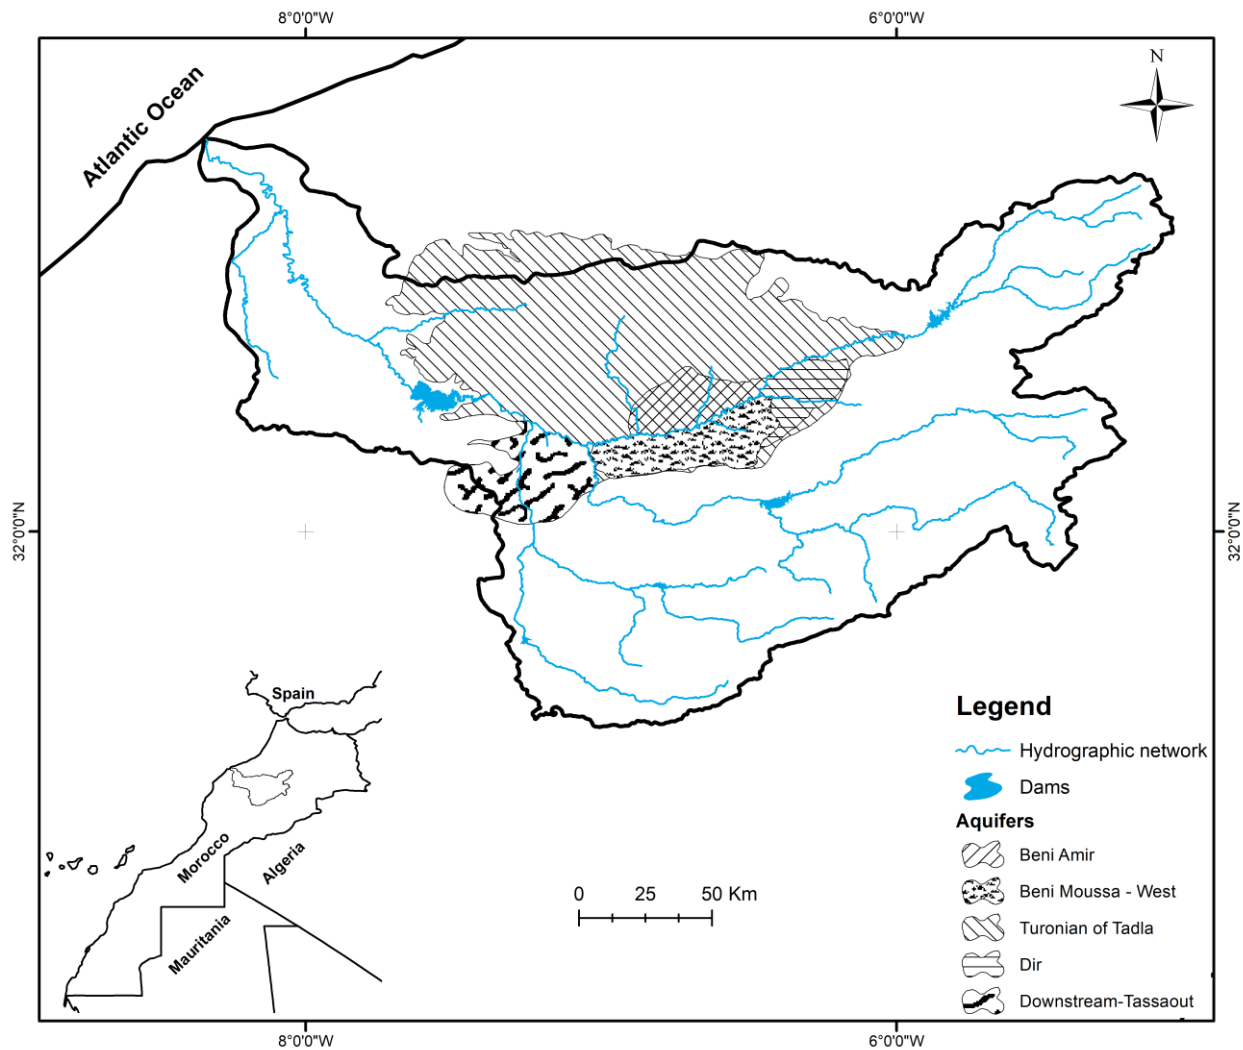 8°0'0"W 6°0'0"W
N
Atlantic Ocean
32°0'0"N 32°0'0"N
Spain
Morocco
Algeria
Mauritania
0 25 50 Km
Legend
Hydrographic network
Dams
Aquifers
Beni Amir
Beni Moussa - West
Turonian of Tadla
Dir
Downstream-Tassaout
8°0'0"W 6°0'0"W